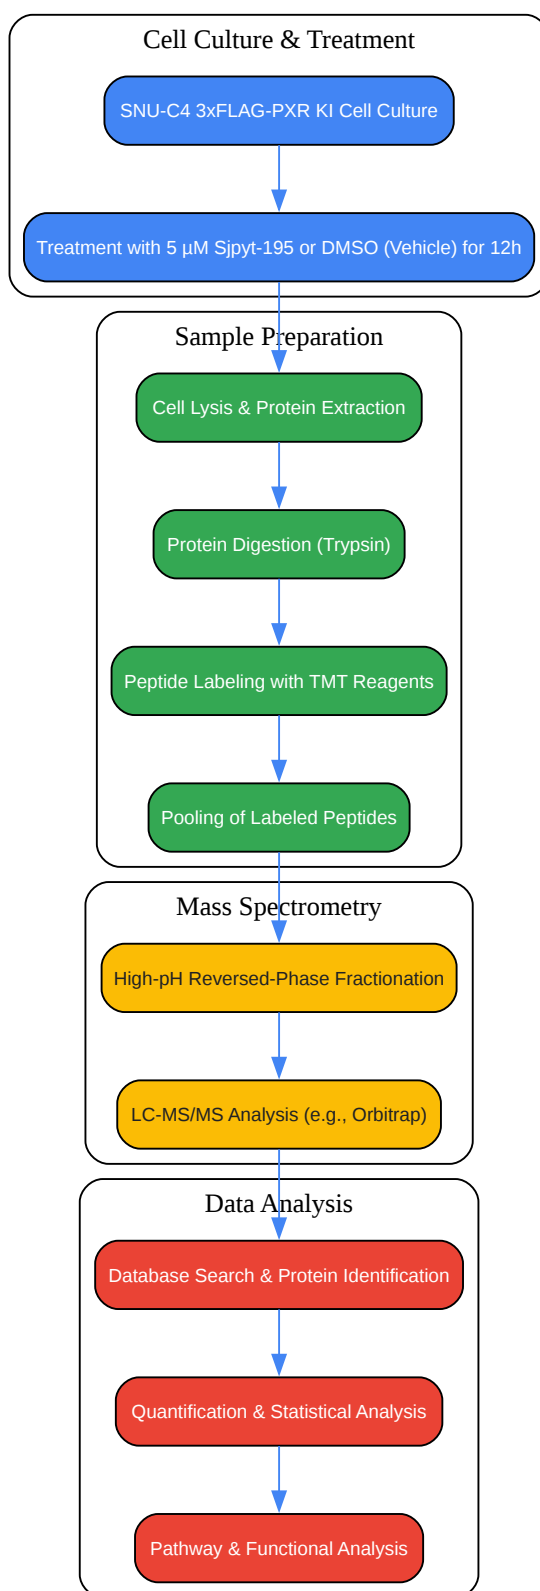 Cell Culture & Treatment
SNU-C4 3xFLAG-PXR KI Cell Culture
Treatment with 5 µM Sjpyt-195 or DMSO (Vehicle) for 12h
Sample Preparation
Cell Lysis & Protein Extraction
Protein Digestion (Trypsin)
Peptide Labeling with TMT Reagents
Pooling of Labeled Peptides
Mass Spectrometry
High-pH Reversed-Phase Fractionation
LC-MS/MS Analysis (e.g., Orbitrap)
Data Analysis
Database Search & Protein Identification
Quantification & Statistical Analysis
Pathway & Functional Analysis